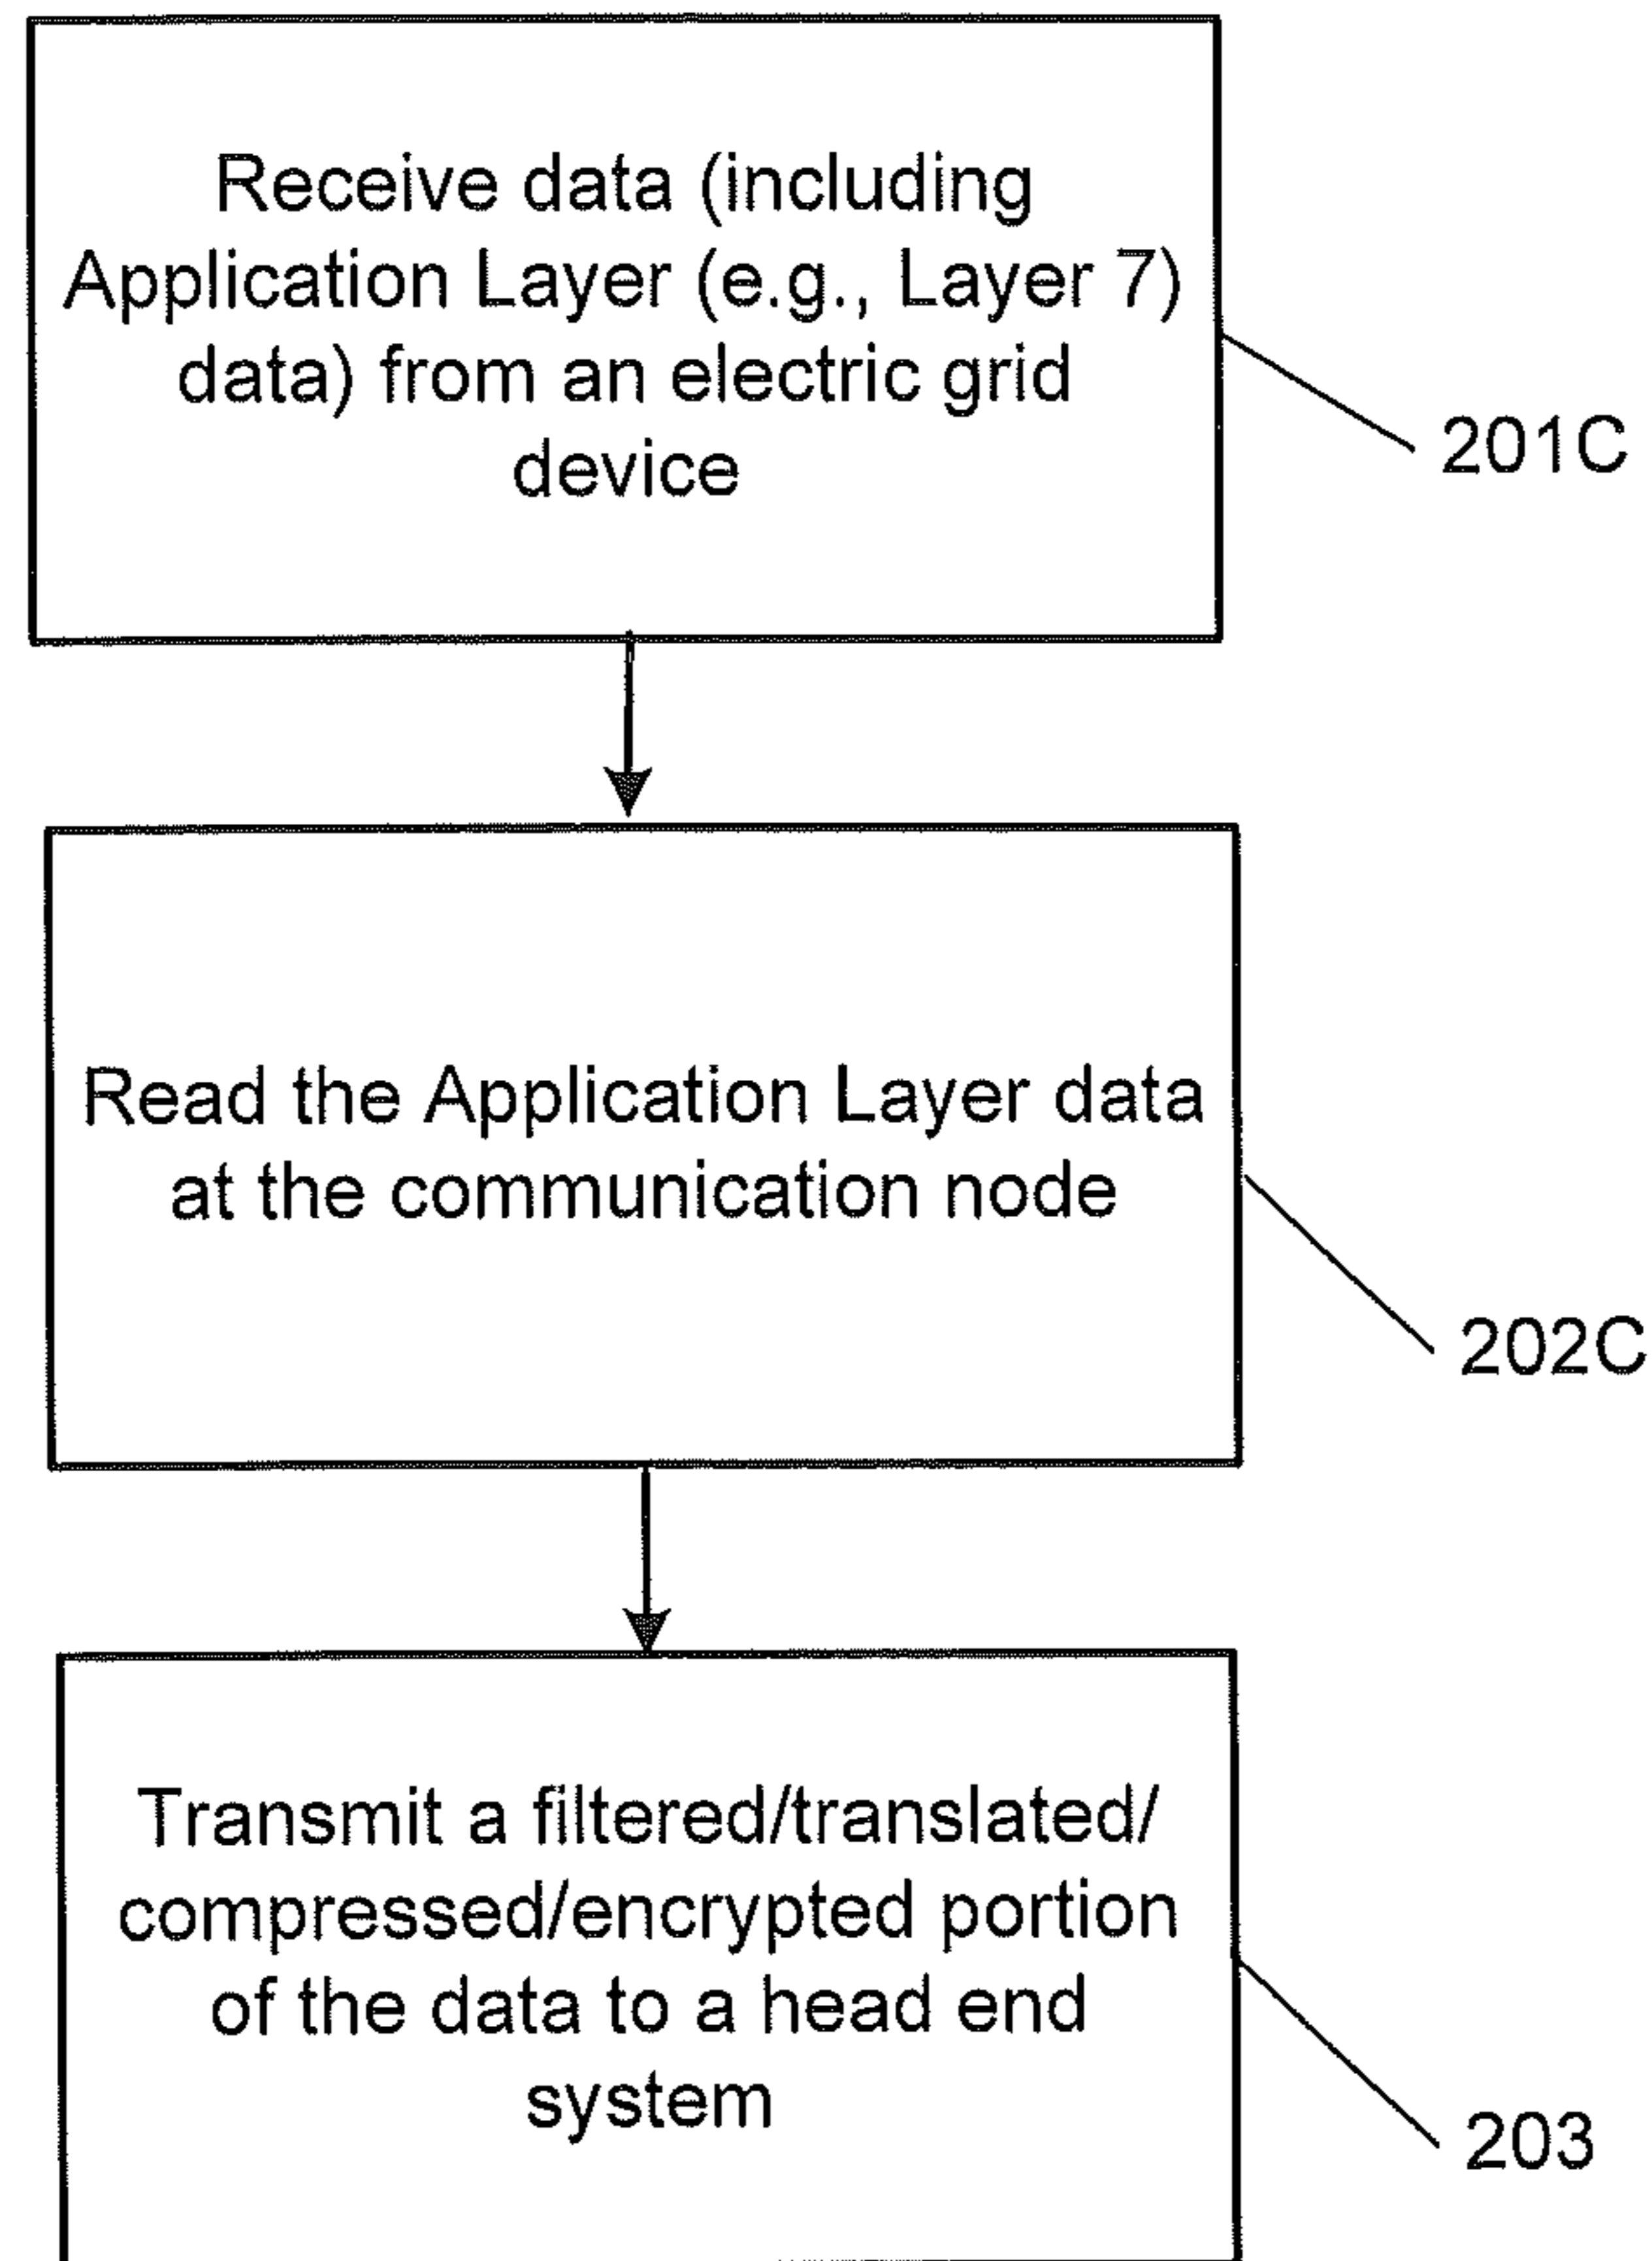 Receive data (including
Application Layer (e.g., Layer 7)
data) from an electric grid
device
201C
Read the Application Layer data
at the communication node
202C
Transmit a filtered/translated/
compressed/encrypted portion
of the data to a head end
system
203